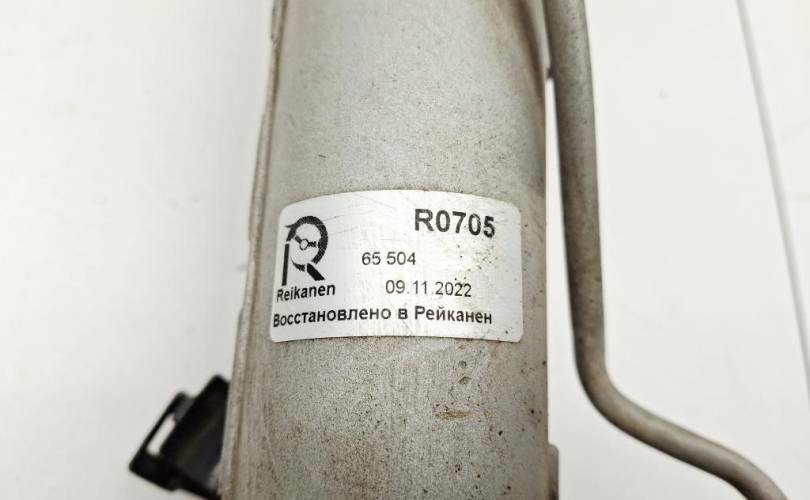 R0705
65 504
Reikanen
09.11.2022
Восстановлено в Рейканен